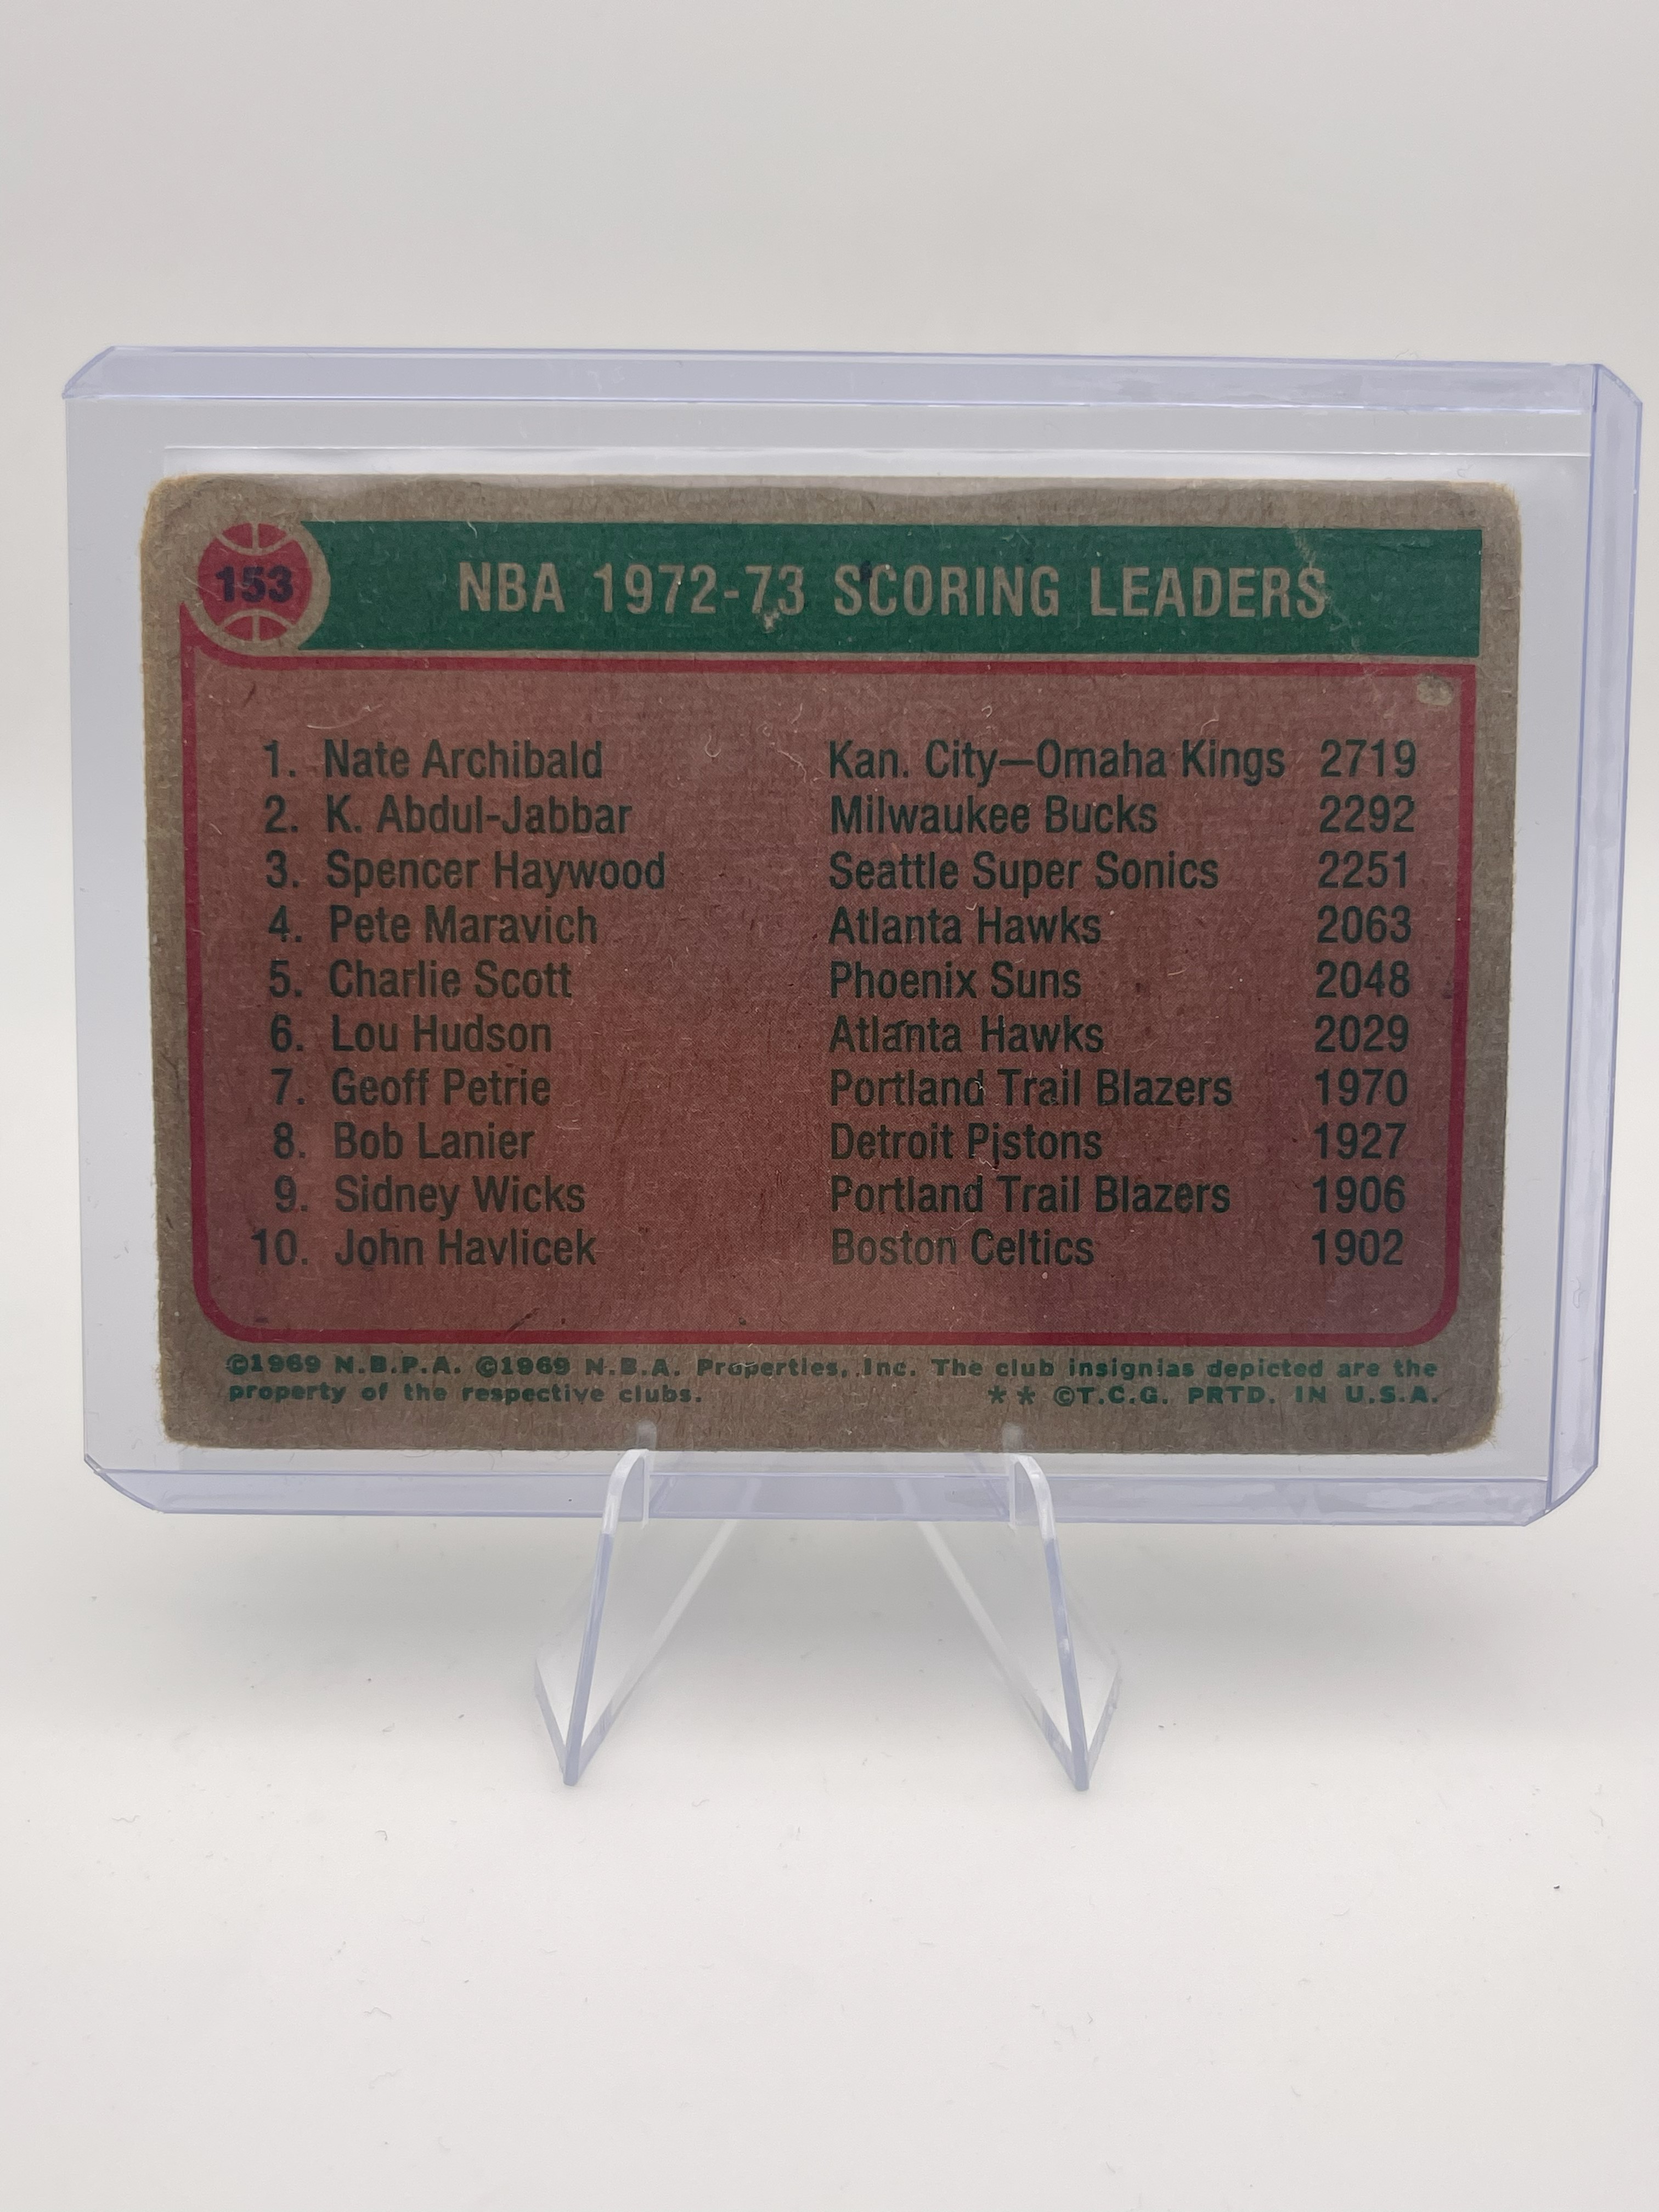 153
NBA 1972-73 SCORING LEADERS
1. Nate Archibald Kan. City—Omaha Kings 2719
2. K. Abdul-Jabbar Milwaukee Bucks 2292
3. Spencer Haywood Seattle Super Sonics 2251
4. Pete Maravich Atlanta Hawks 2063
5. Charlie Scott Phoenix Suns 2048
6. Lou Hudson Atlanta Hawks 2029
7. Geoff Petrie Portland Trail Blazers 1970
8. Bob Lanier Detroit Pistons 1927
9. Sidney Wicks Portland Trail Blazers 1906
10. John Havlicek Boston Celtics 1902
©1969 N.B.P.A. ©1969 N.B.A. Properties, Inc. The club insignias depicted are the
property of the respective clubs. ** ©T.C.G. PRTD. IN U.S.A.